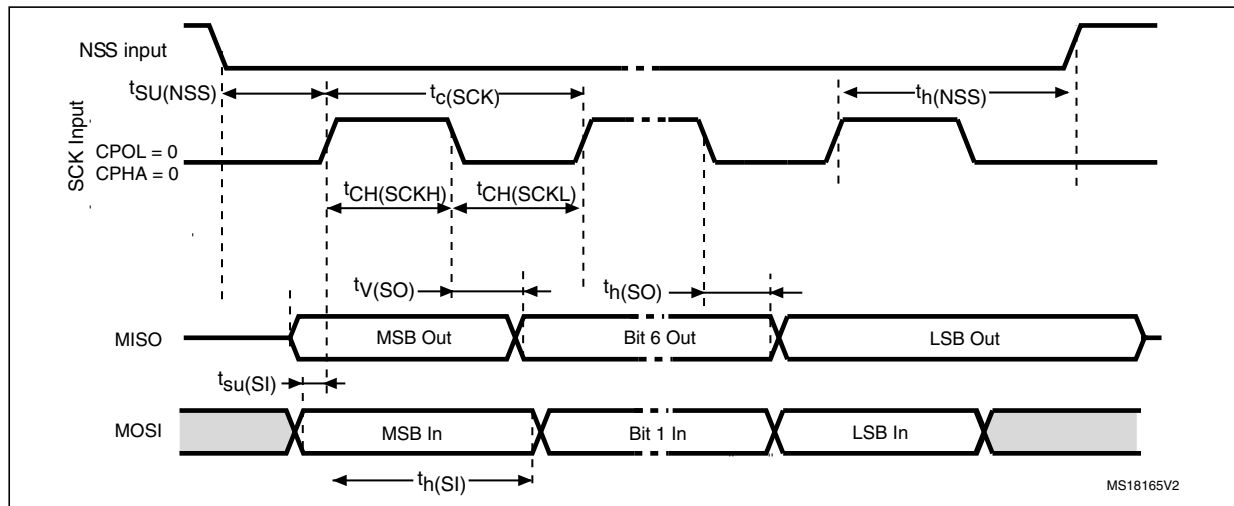 NSS input
tSU(NSS)
tc(SCK)
th(NSS)
SCK Input
CPOL = 0
CPHA = 0
tCH(SCKH)
tCH(SCKL)
tV(SO)
th(SO)
MISO
MSB Out
Bit 6 Out
LSB Out
tsu(SI)
MOSI
MSB In
Bit 1 In
LSB In
th(SI)
MS18165V2